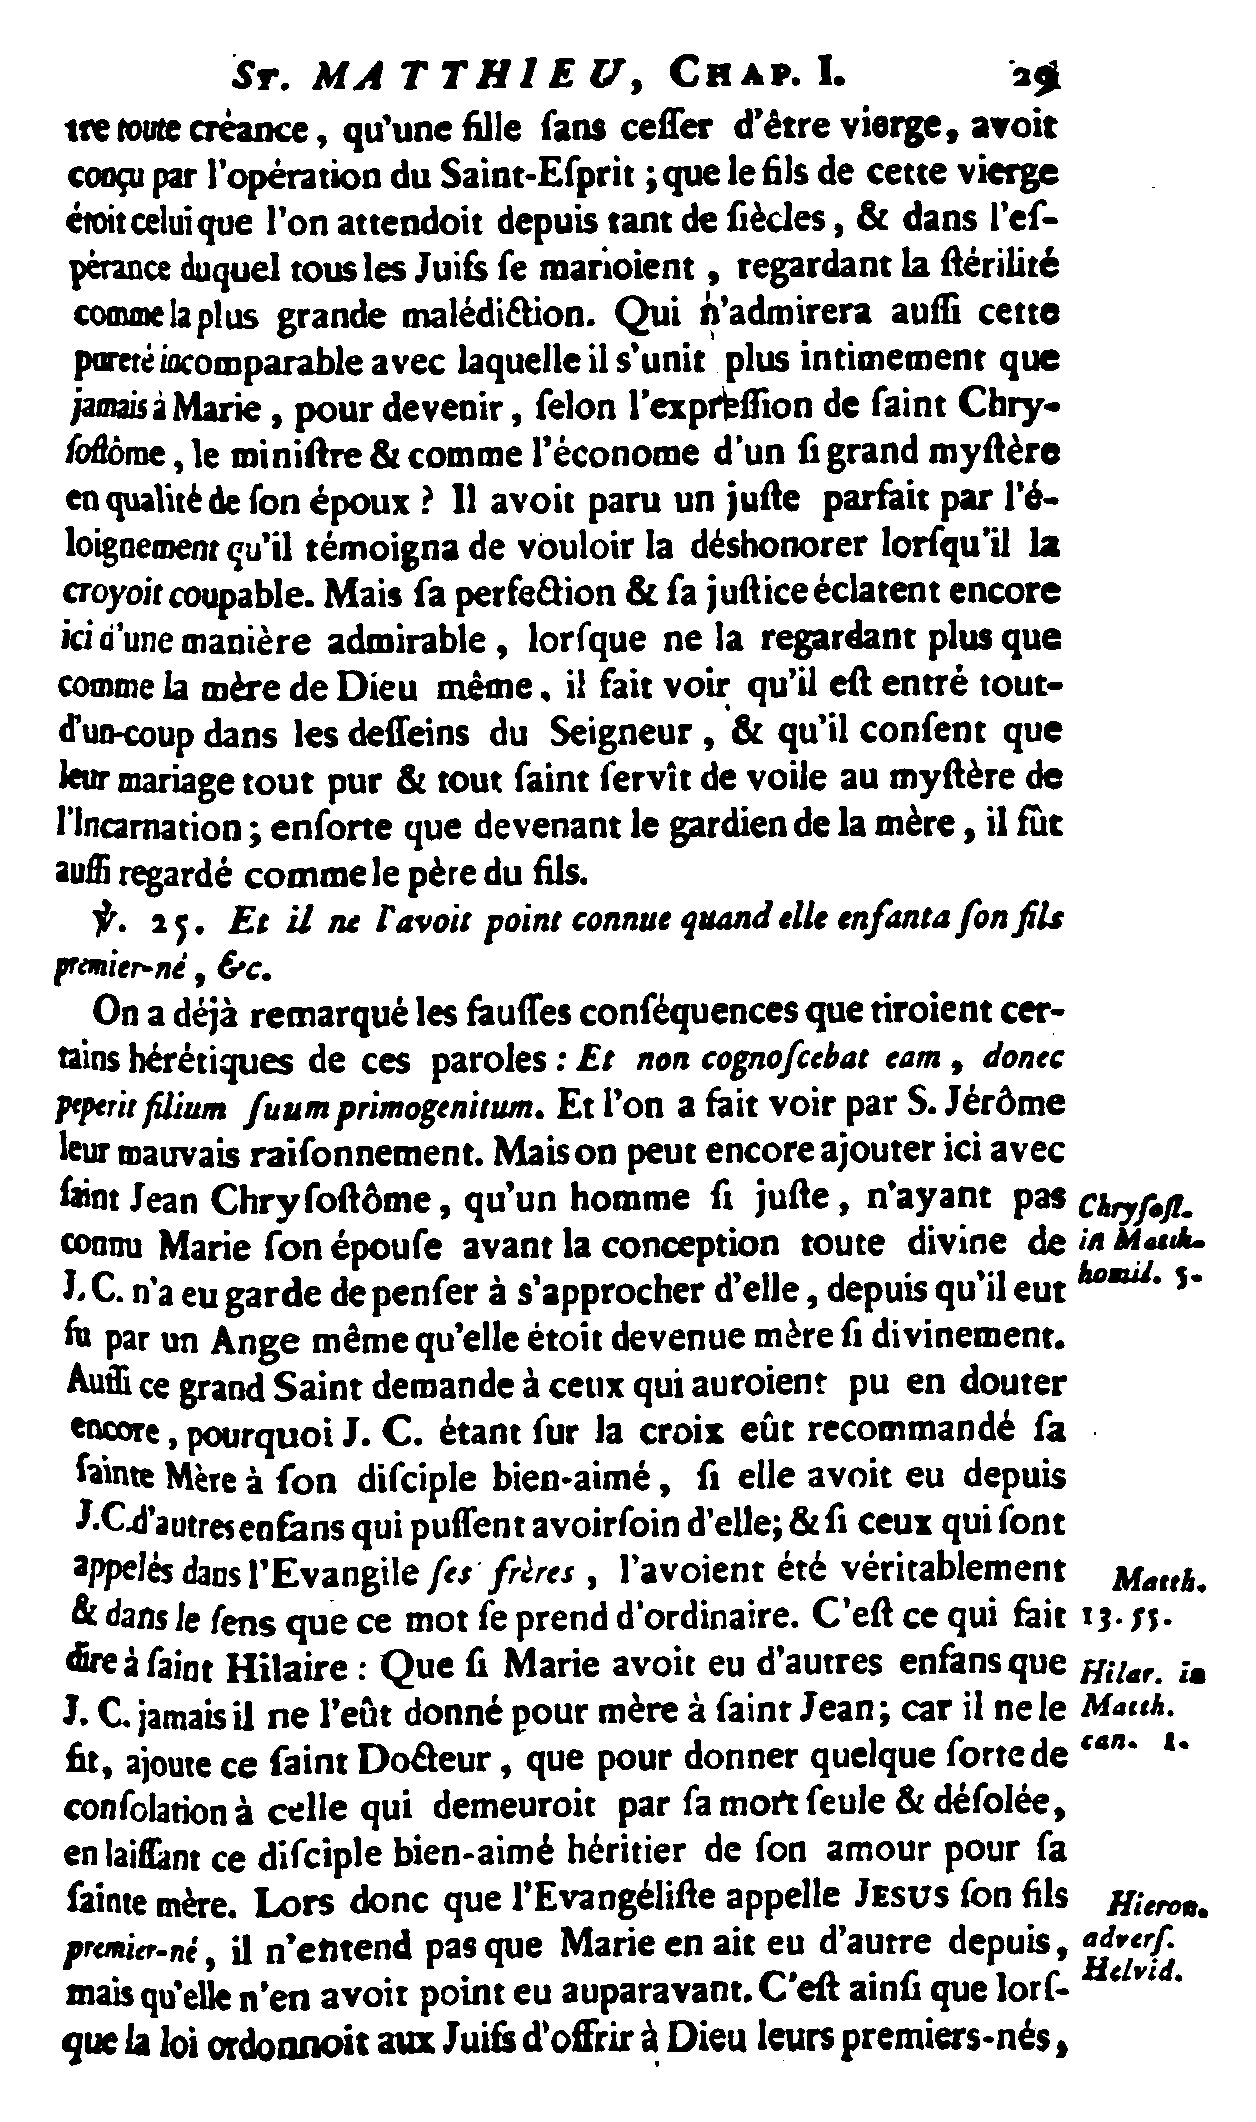 St. MATTHIEU, Chap. I. 29
tre toute créance, qu'une fille ſans ceſſer d'être vierge, avoit
conçu par l'opération du Saint-Eſprit ; que le fils de cette vierge
étoit celui que l'on attendoit depuis tant de ſiècles, & dans l'eſ-
pérance duquel tous les Juifs ſe marioient, regardant la ſtérilité
comme la plus grande malédiction. Qui n'admirera auſſi cette
pureté incomparable avec laquelle il s'unit plus intimement que
jamais à Marie, pour devenir, ſelon l'expreſſion de ſaint Chry-
ſoſtôme, le miniſtre & comme l'économe d'un ſi grand myſtère
en qualité de ſon époux ? Il avoit paru un juſte parfait par l'é-
loignement qu'il témoigna de vouloir la déshonorer lorſqu'il la
croyoit coupable. Mais ſa perfection & ſa juſtice éclatent encore
ici d'une manière admirable, lorſque ne la regardant plus que
comme la mère de Dieu même, il fait voir qu'il eſt entré tout-
d'un-coup dans les deſſeins du Seigneur, & qu'il conſent que
leur mariage tout pur & tout ſaint ſervît de voile au myſtère de
l'Incarnation ; enſorte que devenant le gardien de la mère, il fût
auſſi regardé comme le père du fils.
℣. 25. Et il ne l'avoit point connue quand elle enfanta ſon fils
premier-né, &c.
On a déjà remarqué les fauſſes conſéquences que tiroient cer-
tains hérétiques de ces paroles : Et non cognoſcebat eam, donec
peperit filium ſuum primogenitum. Et l'on a fait voir par S. Jérôme
leur mauvais raiſonnement. Mais on peut encore ajouter ici avec
ſaint Jean Chryſoſtôme, qu'un homme ſi juſte, n'ayant pas
connu Marie ſon épouſe avant la conception toute divine de
J. C. n'a eu garde de penſer à s'approcher d'elle, depuis qu'il eut
ſu par un Ange même qu'elle étoit devenue mère ſi divinement.
Auſſi ce grand Saint demande à ceux qui auroient pu en douter
encore, pourquoi J. C. étant ſur la croix eût recommandé ſa
ſainte Mère à ſon diſciple bien-aimé, ſi elle avoit eu depuis
J. C. d'autres enfans qui puſſent avoir ſoin d'elle; & ſi ceux qui ſont
appelés dans l'Evangile ſes frères, l'avoient été véritablement
& dans le ſens que ce mot ſe prend d'ordinaire. C'eſt ce qui fait
dire à ſaint Hilaire : Que ſi Marie avoit eu d'autres enfans que
J. C. jamais il ne l'eût donné pour mère à ſaint Jean; car il ne le
fit, ajoute ce ſaint Docteur, que pour donner quelque ſorte de
conſolation à celle qui demeuroit par ſa mort ſeule & déſolée,
en laiſſant ce diſciple bien-aimé héritier de ſon amour pour ſa
ſainte mère. Lors donc que l'Evangéliſte appelle JESUS ſon fils
premier-né, il n'entend pas que Marie en ait eu d'autre depuis,
mais qu'elle n'en avoit point eu auparavant. C'eſt ainſi que lorſ-
que la loi ordonnoit aux Juifs d'offrir à Dieu leurs premiers-nés,
Chryſoſt.
in Matth.
homil. 5.
Matth.
13. 55.
Hilar. in
Matth.
can. 1.
Hieron.
adverſ.
Helvid.